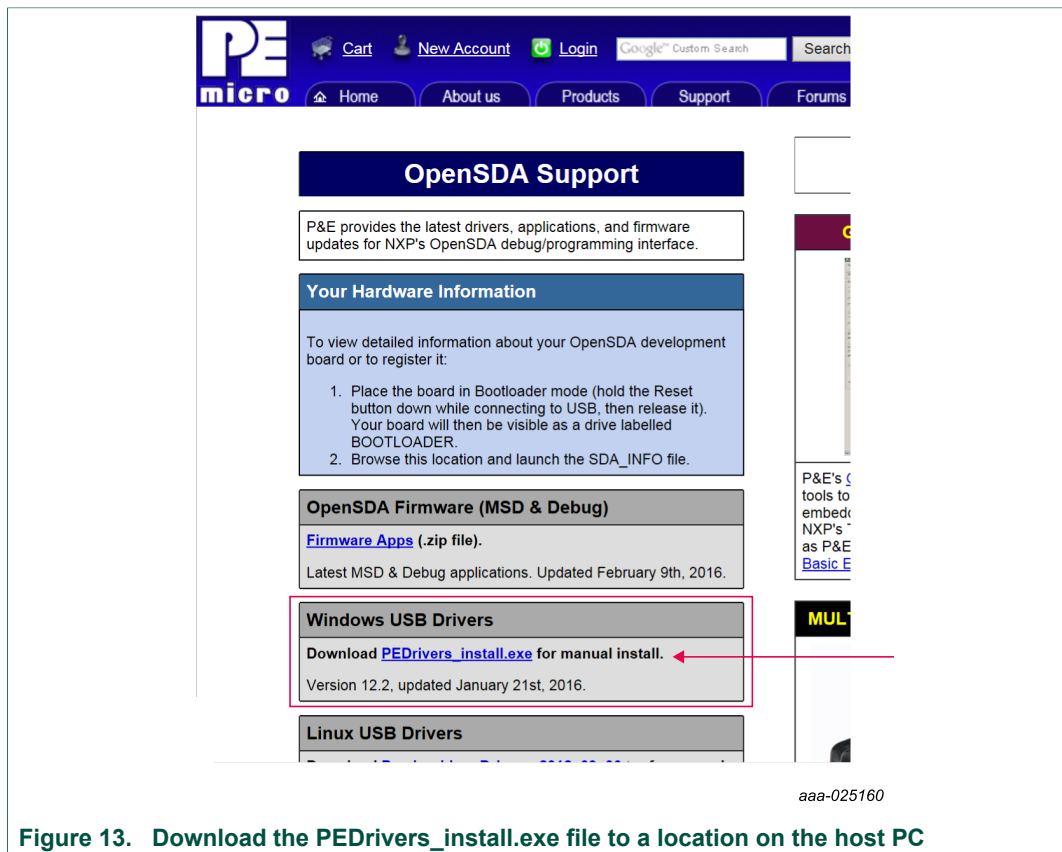 PE
micro
Cart
New Account
Login
Google™ Custom Search
Search
Home
About us
Products
Support
Forums
OpenSDA Support
P&E provides the latest drivers, applications, and firmware
updates for NXP's OpenSDA debug/programming interface.
Your Hardware Information
To view detailed information about your OpenSDA development
board or to register it:
1. Place the board in Bootloader mode (hold the Reset
button down while connecting to USB, then release it).
Your board will then be visible as a drive labelled
BOOTLOADER.
2. Browse this location and launch the SDA_INFO file.
OpenSDA Firmware (MSD & Debug)
Firmware Apps (.zip file).
Latest MSD & Debug applications. Updated February 9th, 2016.
Windows USB Drivers
Download PEDrivers_install.exe for manual install.
Version 12.2, updated January 21st, 2016.
Linux USB Drivers
P&E's
tools to
NXP's
as P&E
Basic E
MUL
aaa-025160
Figure 13. Download the PEDrivers_install.exe file to a location on the host PC